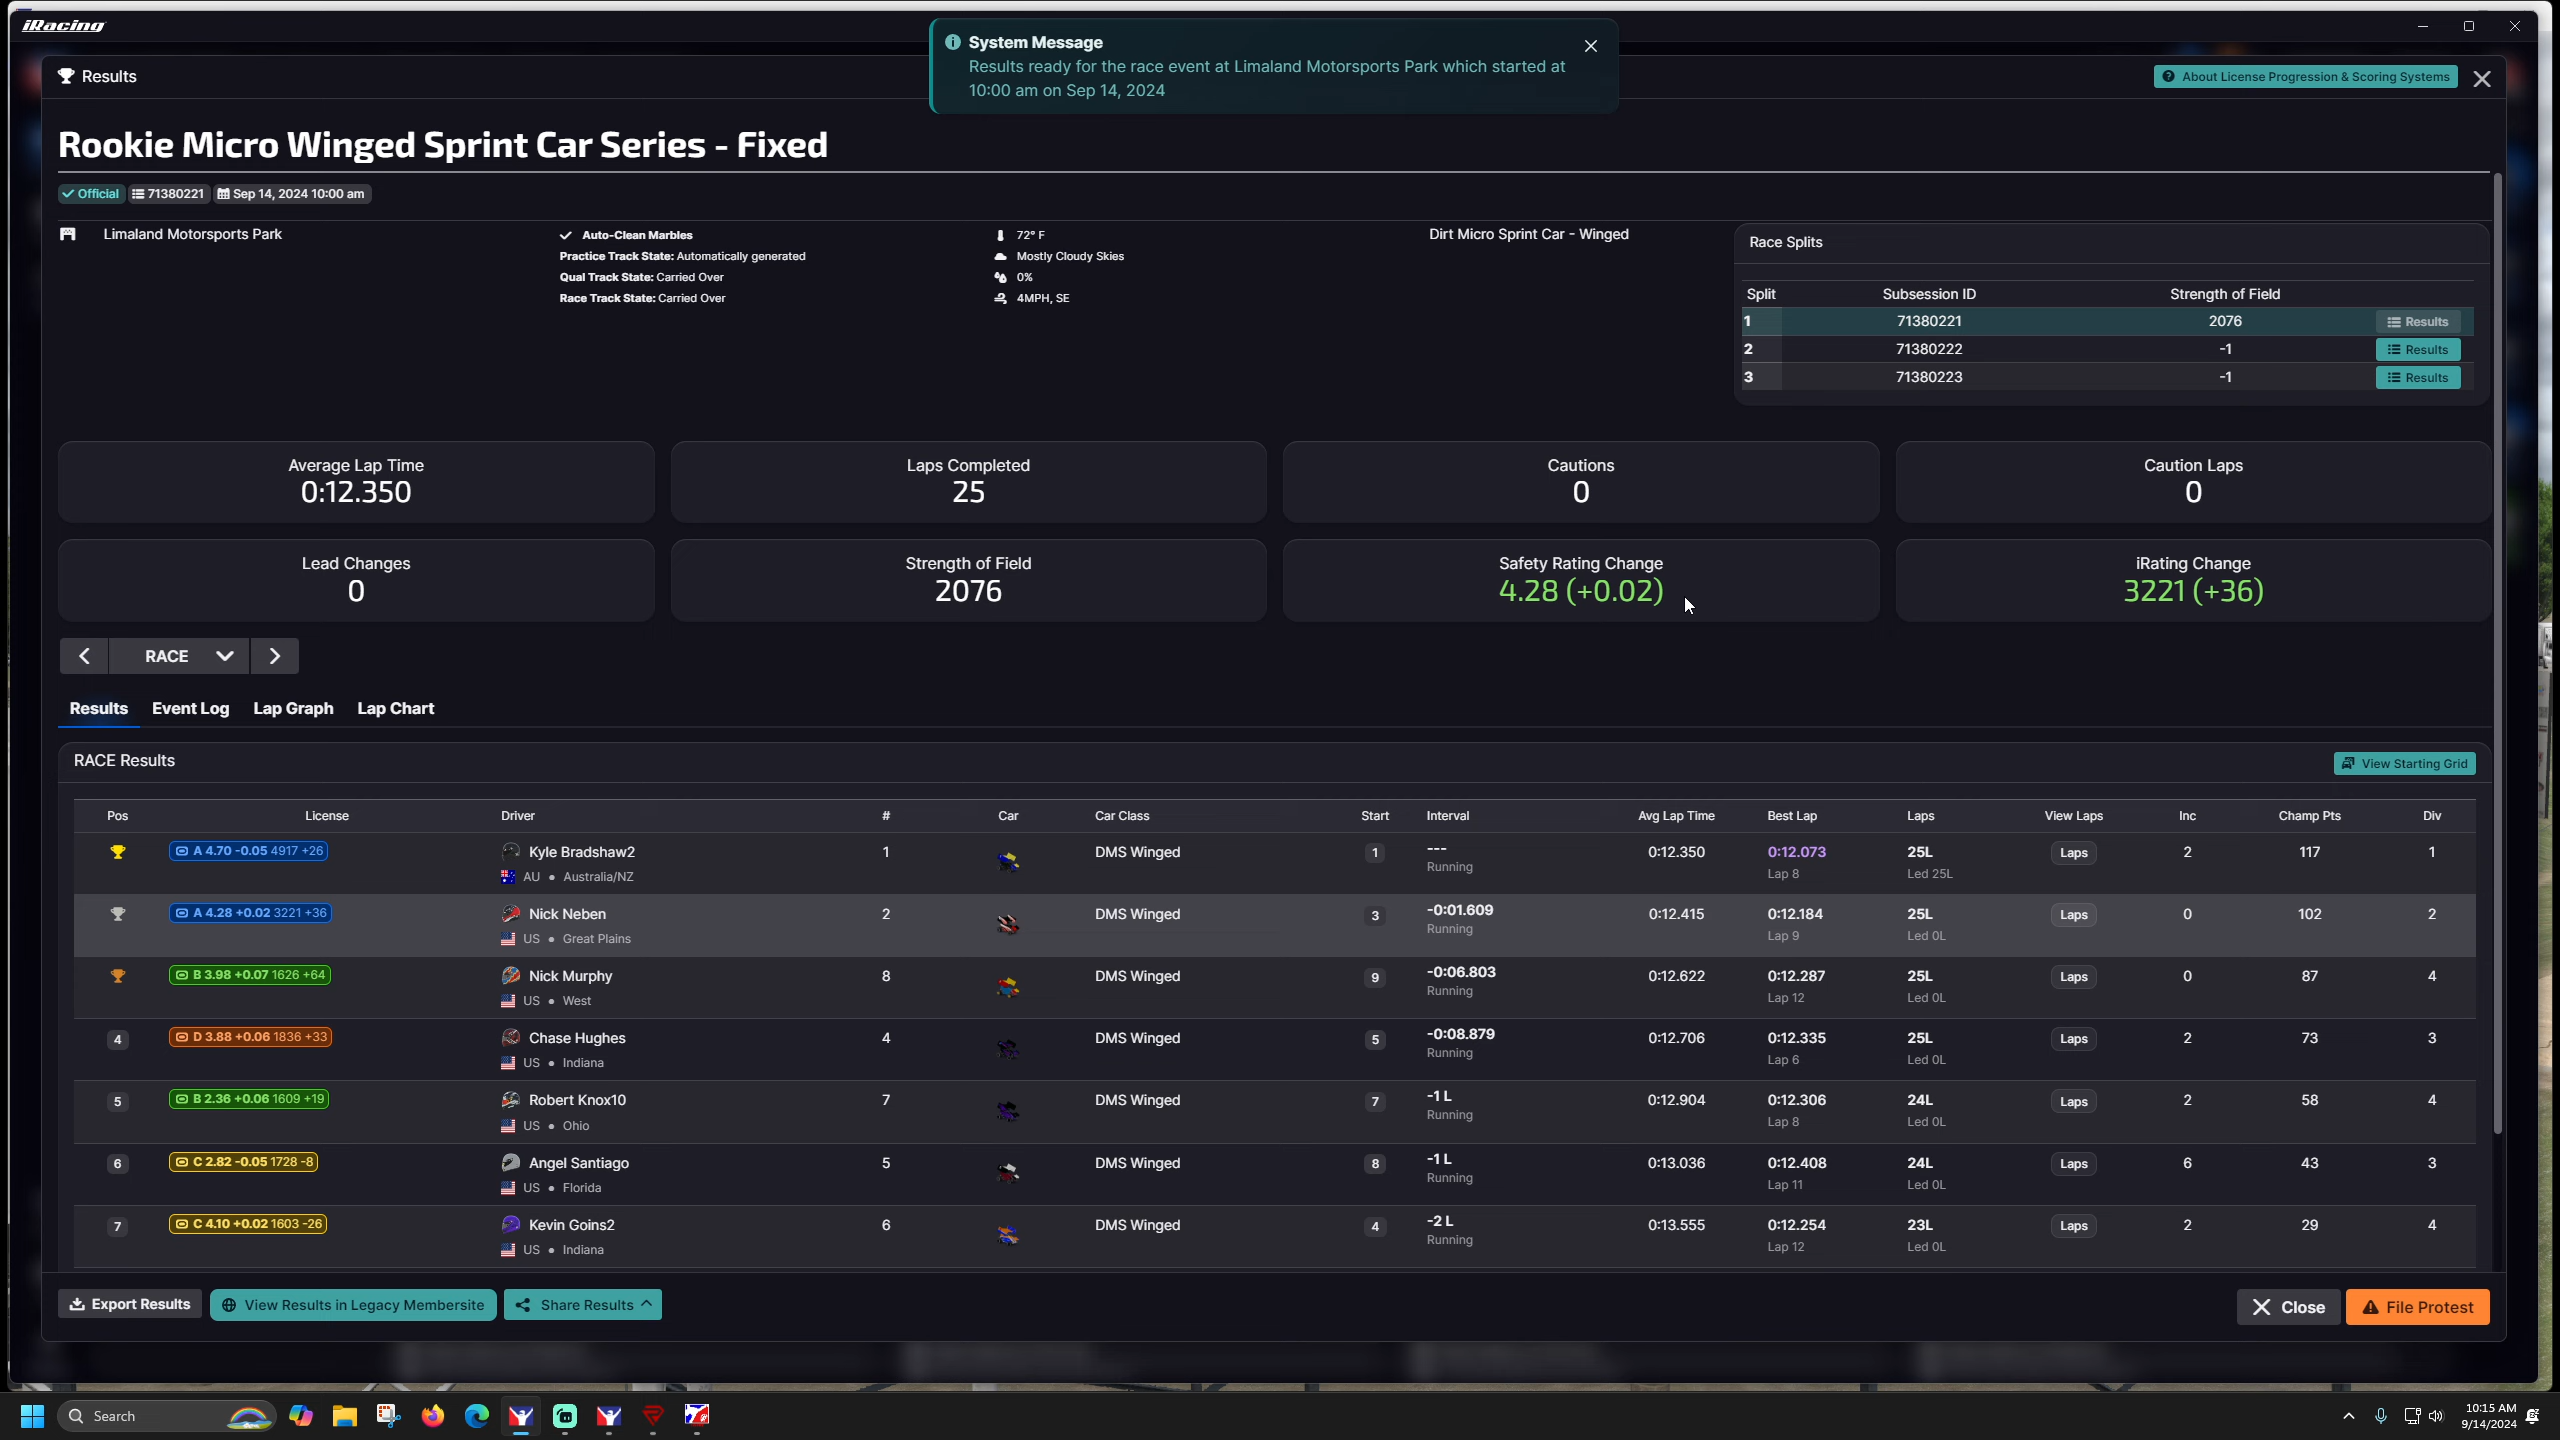 iRacing
System Message
Results ready for the race event at Limaland Motorsports Park which started at
10:00 am on Sep 14, 2024
Results
About License Progression & Scoring Systems
Rookie Micro Winged Sprint Car Series - Fixed
Official 71380221 Sep 14, 2024 10:00 am
Limaland Motorsports Park
Auto-Clean Marbles
Practice Track State: Automatically generated
Qual Track State: Carried Over
Race Track State: Carried Over
72° F
Mostly Cloudy Skies
0%
4MPH, SE
Dirt Micro Sprint Car - Winged
Race Splits
Split Subsession ID Strength of Field
1 71380221 2076 Results
2 71380222 -1 Results
3 71380223 -1 Results
Average Lap Time
0:12.350
Laps Completed
25
Cautions
0
Caution Laps
0
Lead Changes
0
Strength of Field
2076
Safety Rating Change
4.28 (+0.02)
iRating Change
3221 (+36)
RACE
Results Event Log Lap Graph Lap Chart
RACE Results
View Starting Grid
Pos License Driver # Car Car Class Start Interval Avg Lap Time Best Lap Laps View Laps Inc Champ Pts Div
A 4.70 -0.05 4917 +26 Kyle Bradshaw2 1 DMS Winged 1 --- 0:12.350 0:12.073 25L Laps 2 117 1
AU • Australia/NZ Running Lap 8 Led 25L
A 4.28 +0.02 3221 +36 Nick Neben 2 DMS Winged 3 -0:01.609 0:12.415 0:12.184 25L Laps 0 102 2
US • Great Plains Running Lap 9 Led 0L
B 3.98 +0.07 1626 +64 Nick Murphy 8 DMS Winged 9 -0:06.803 0:12.622 0:12.287 25L Laps 0 87 4
US • West Running Lap 12 Led 0L
4 D 3.88 +0.06 1836 +33 Chase Hughes 4 DMS Winged 5 -0:08.879 0:12.706 0:12.335 25L Laps 2 73 3
US • Indiana Running Lap 6 Led 0L
5 B 2.36 +0.06 1609 +19 Robert Knox10 7 DMS Winged 7 -1 L 0:12.904 0:12.306 24L Laps 2 58 4
US • Ohio Running Lap 8 Led 0L
6 C 2.82 -0.05 1728 -8 Angel Santiago 5 DMS Winged 8 -1 L 0:13.036 0:12.408 24L Laps 6 43 3
US • Florida Running Lap 11 Led 0L
7 C 4.10 +0.02 1603 -26 Kevin Goins2 6 DMS Winged 4 -2 L 0:13.555 0:12.254 23L Laps 2 29 4
US • Indiana Running Lap 12 Led 0L
Export Results View Results in Legacy Membersite Share Results Close File Protest
Search
10:15 AM
9/14/2024